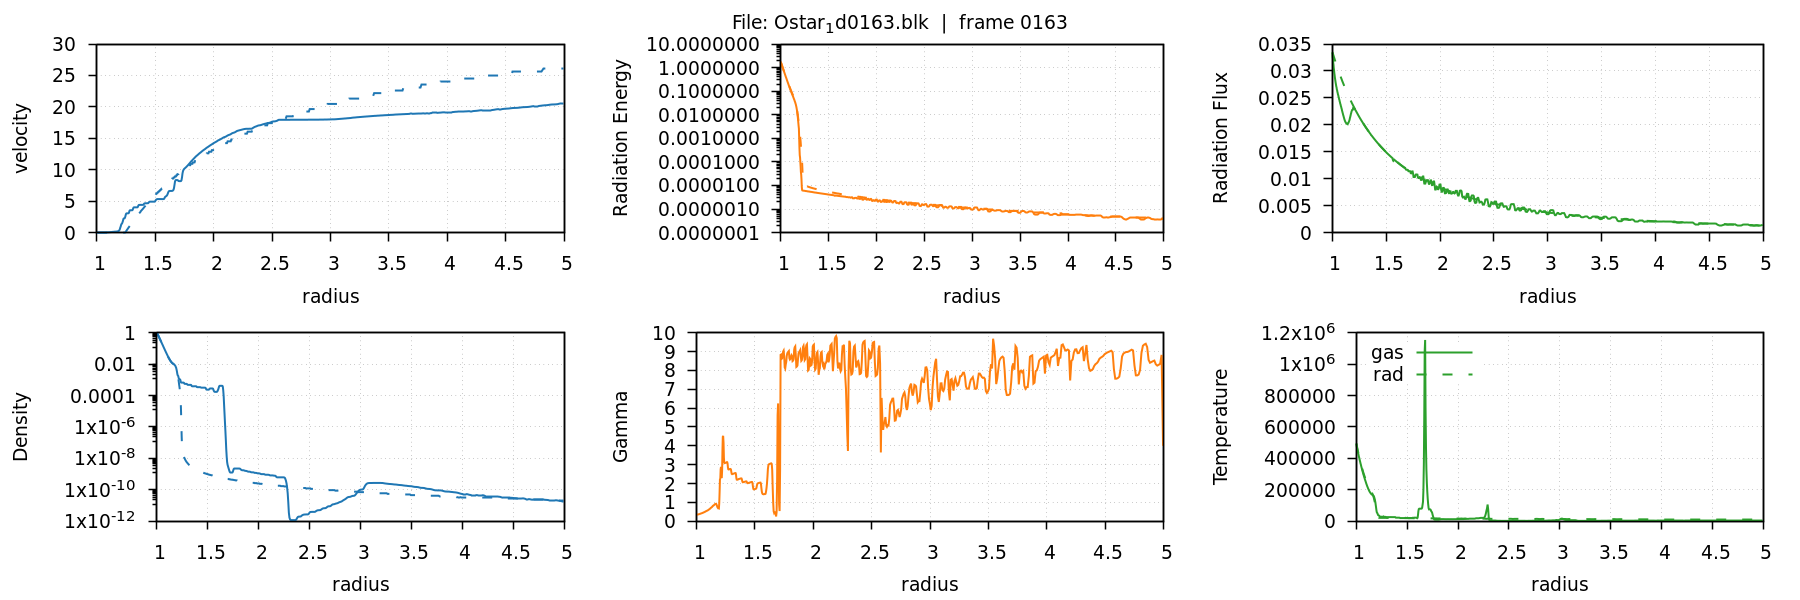 File: Ostar₁d0163.blk | frame 0163
velocity
30
25
20
15
10
5
0
1 1.5 2 2.5 3 3.5 4 4.5 5
radius
Radiation Energy
10.0000000
1.0000000
0.1000000
0.0100000
0.0010000
0.0001000
0.0000100
0.0000010
0.0000001
1 1.5 2 2.5 3 3.5 4 4.5 5
radius
Radiation Flux
0.035
0.03
0.025
0.02
0.015
0.01
0.005
0
1 1.5 2 2.5 3 3.5 4 4.5 5
radius
Density
1
0.01
0.0001
1x10⁻⁶
1x10⁻⁸
1x10⁻¹⁰
1x10⁻¹²
1 1.5 2 2.5 3 3.5 4 4.5 5
radius
Gamma
10
9
8
7
6
5
4
3
2
1
0
1 1.5 2 2.5 3 3.5 4 4.5 5
radius
Temperature
1.2x10⁶
1x10⁶
800000
600000
400000
200000
0
gas
rad
1 1.5 2 2.5 3 3.5 4 4.5 5
radius